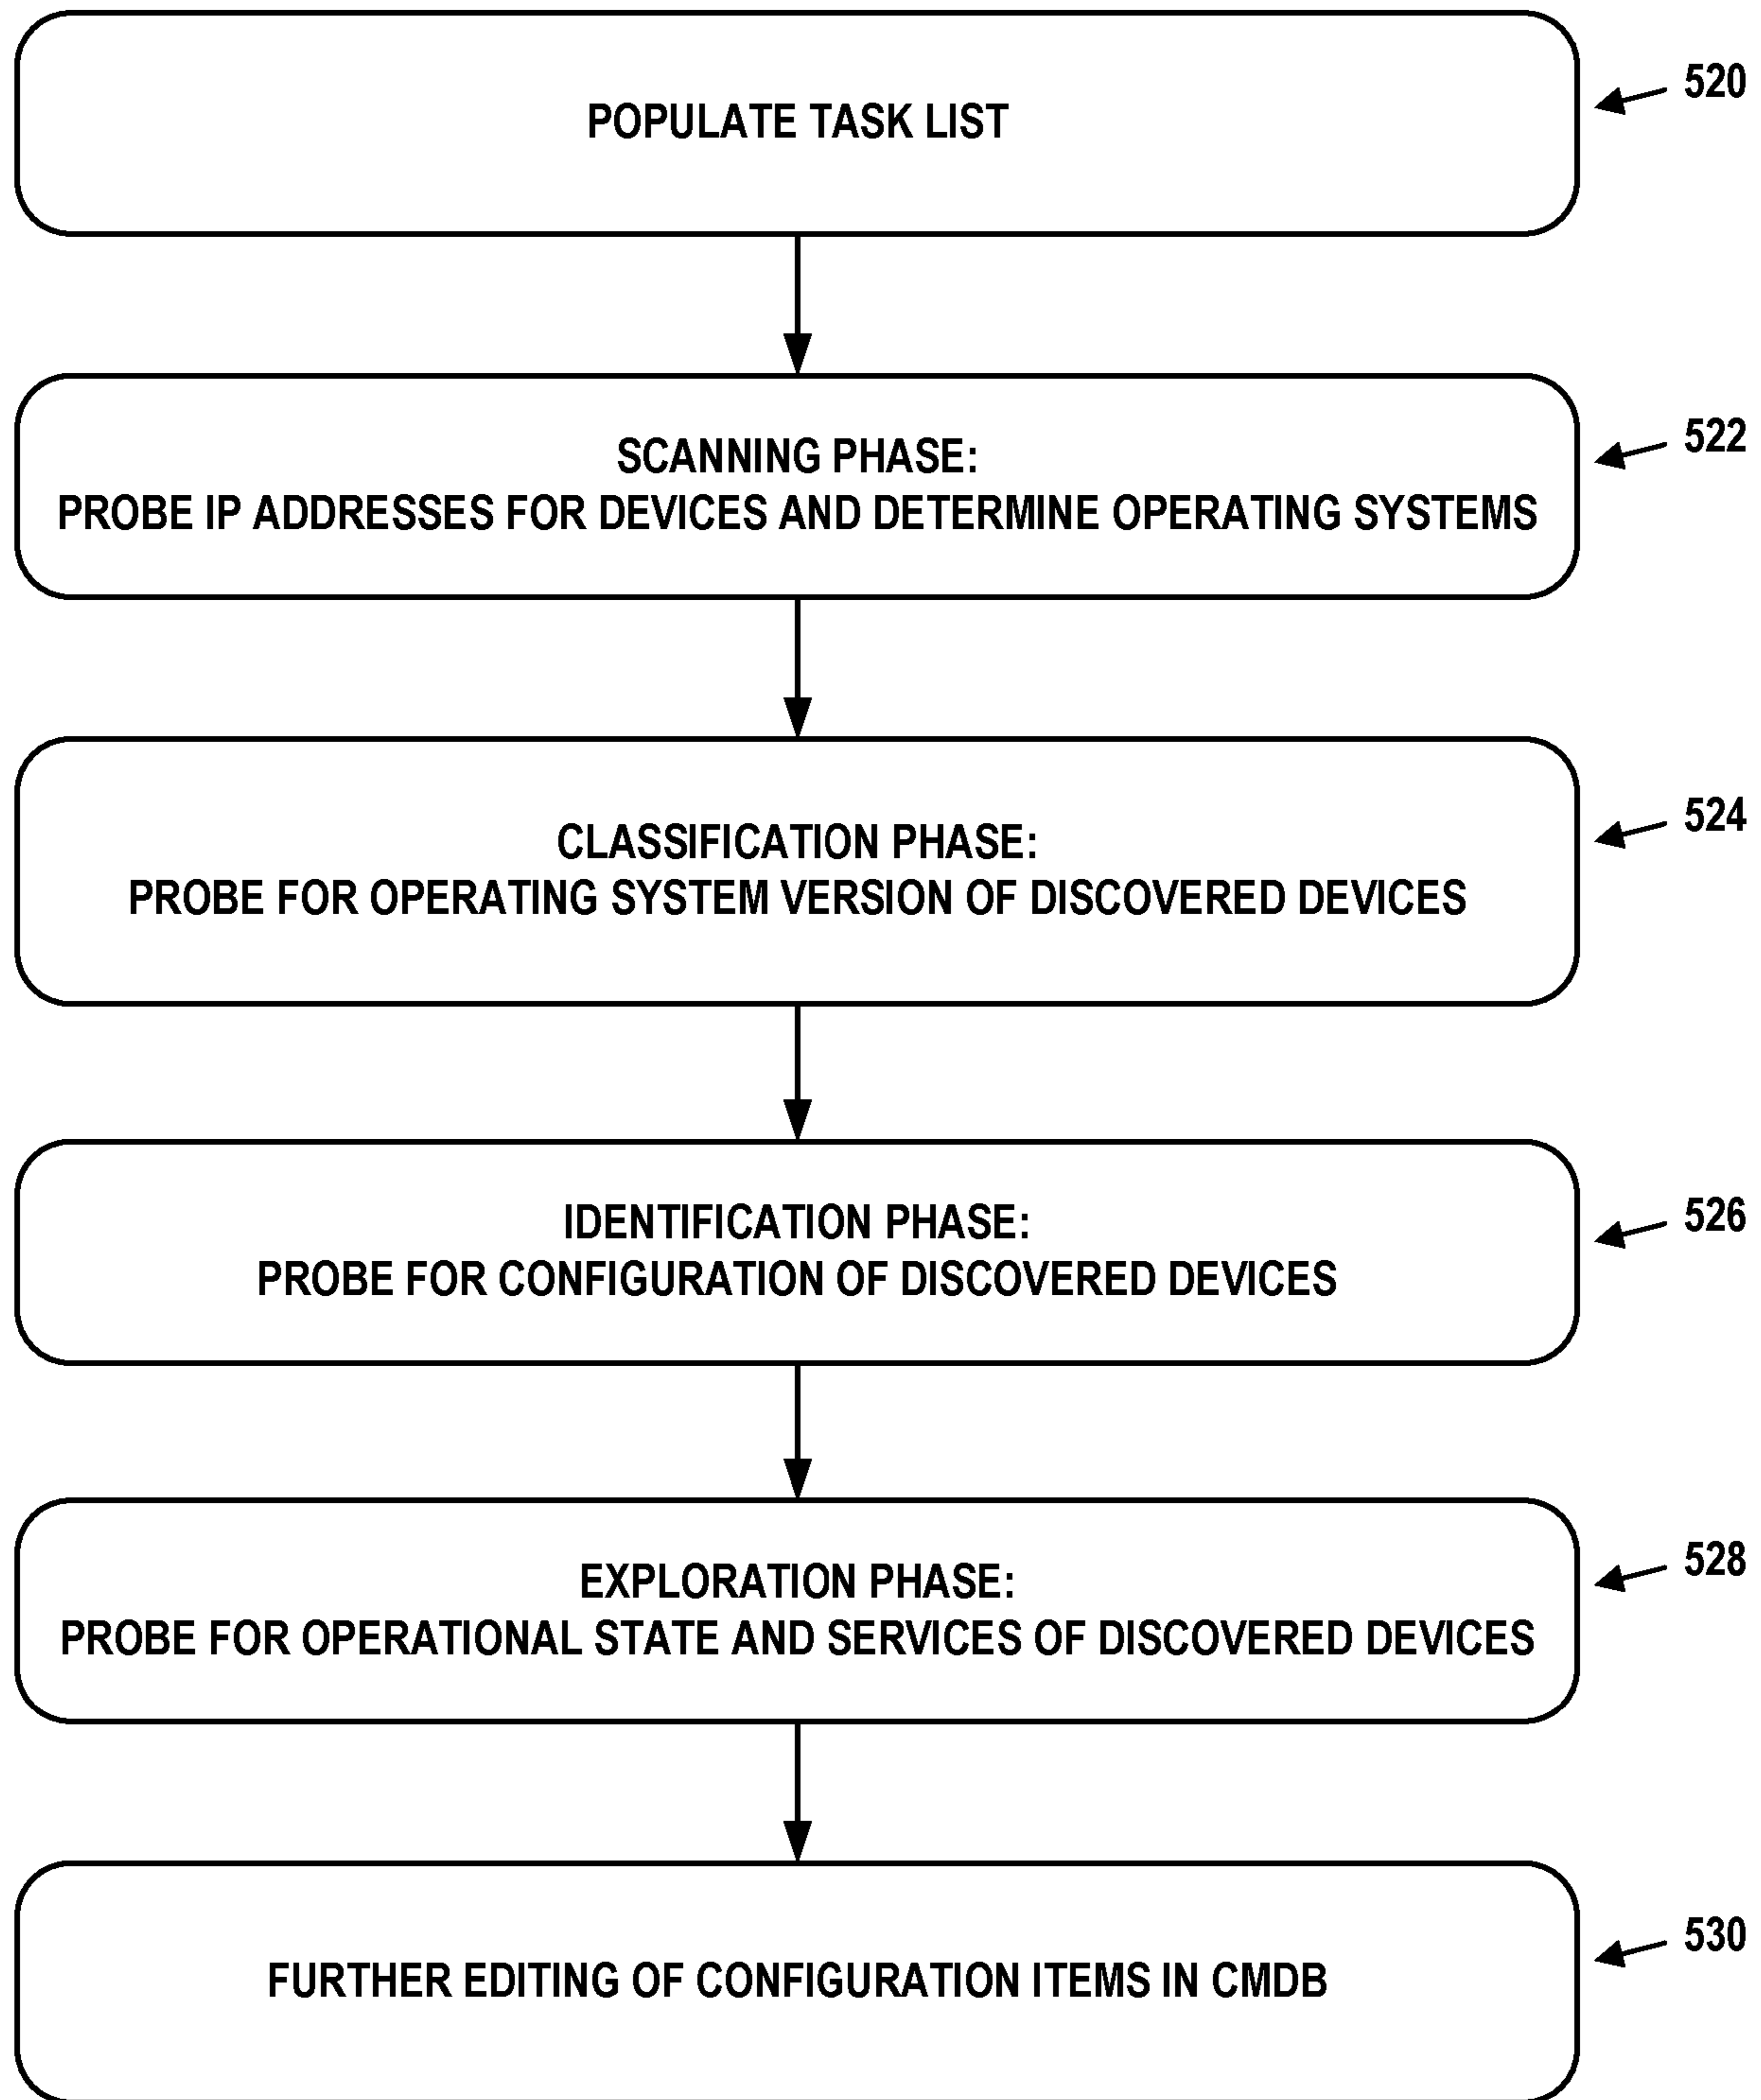 POPULATE TASK LIST
520
SCANNING PHASE:
PROBE IP ADDRESSES FOR DEVICES AND DETERMINE OPERATING SYSTEMS
522
CLASSIFICATION PHASE:
PROBE FOR OPERATING SYSTEM VERSION OF DISCOVERED DEVICES
524
IDENTIFICATION PHASE:
PROBE FOR CONFIGURATION OF DISCOVERED DEVICES
526
EXPLORATION PHASE:
PROBE FOR OPERATIONAL STATE AND SERVICES OF DISCOVERED DEVICES
528
FURTHER EDITING OF CONFIGURATION ITEMS IN CMDB
530